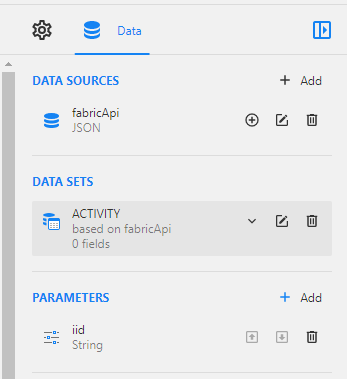 Data
DATA SOURCES
Add
fabricApi
JSON
DATA SETS
ACTIVITY
based on fabricApi
0 fields
PARAMETERS
Add
iid
String